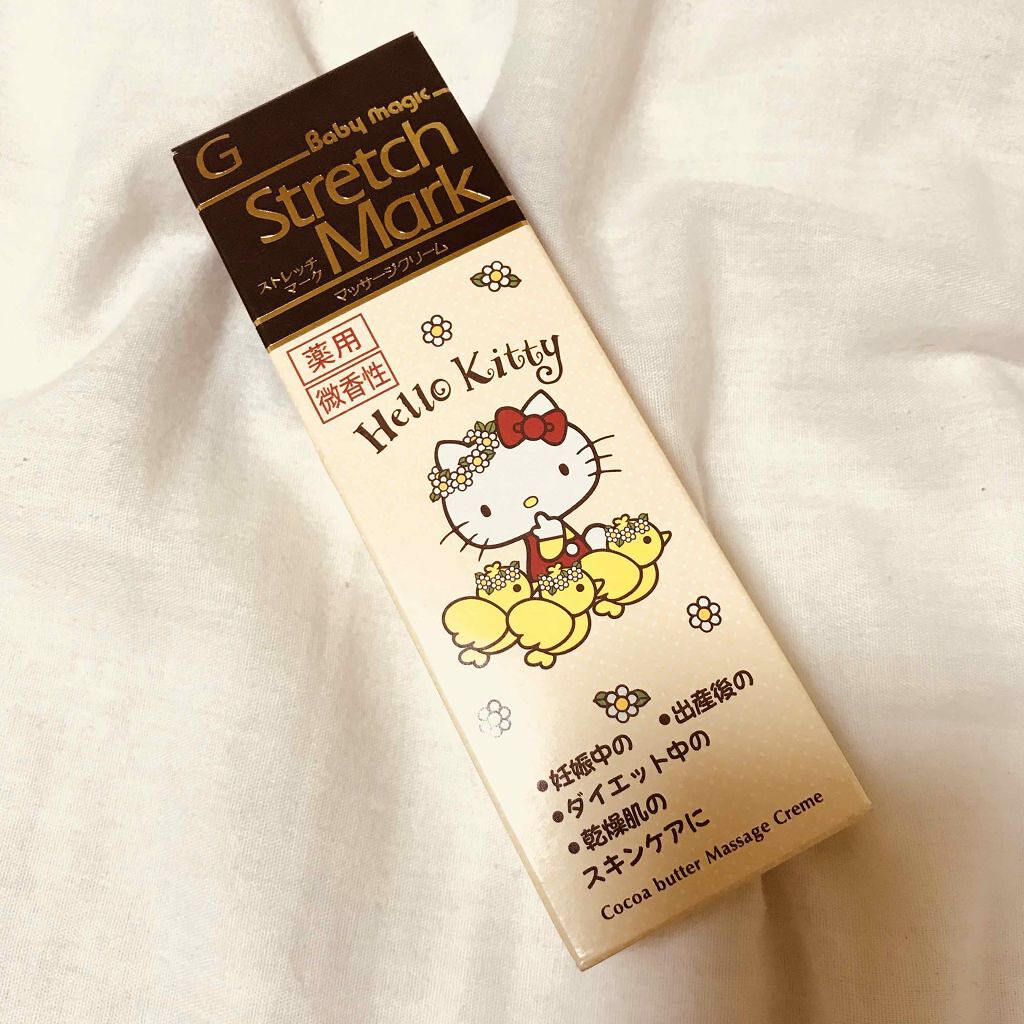 G Baby Magic
Stretch
Mark
ストレッチ
マーク
マッサージクリーム
薬用
微香性
Hello Kitty
●妊娠中の ●出産後の
●ダイエット中の
●乾燥肌の
スキンケアに
Cocoa butter Massage Creme